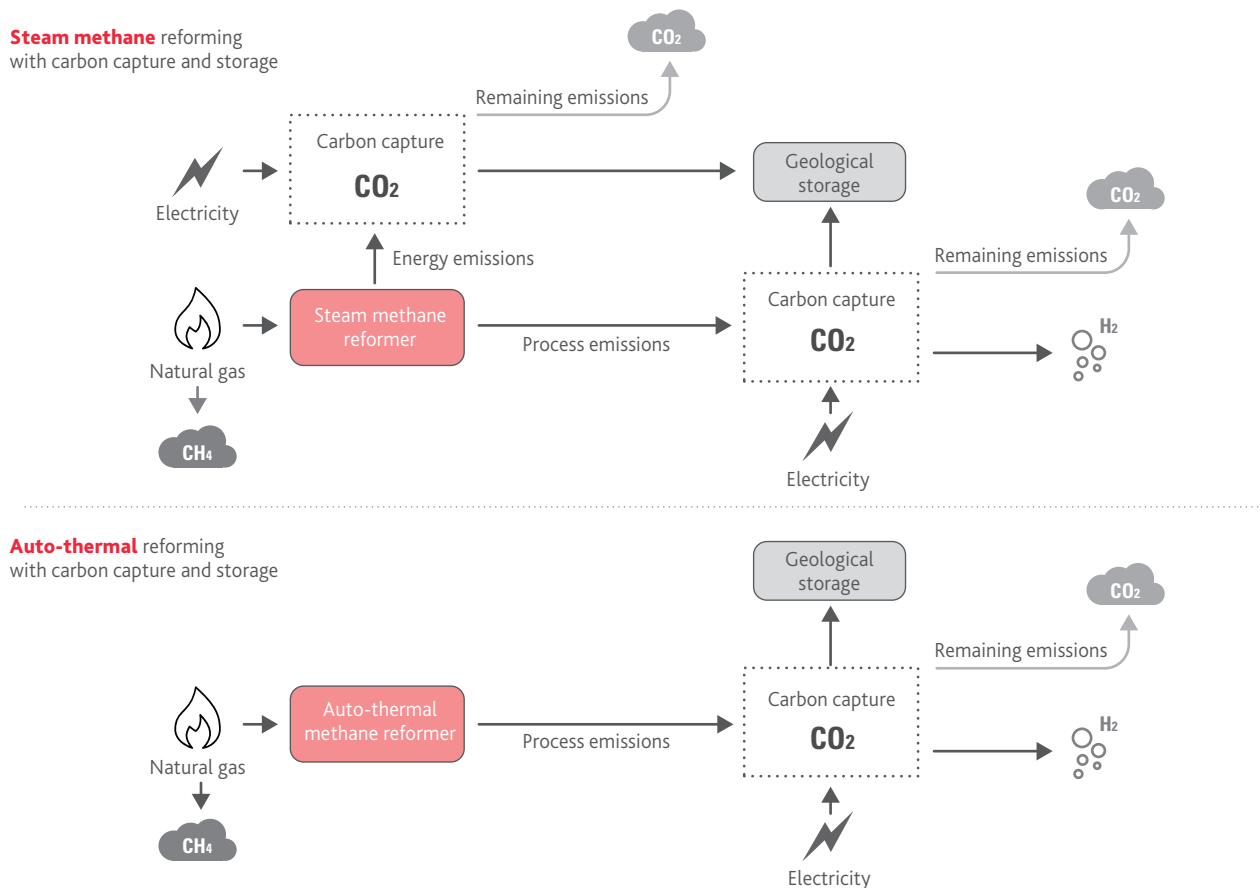 Steam methane reforming
with carbon capture and storage
CO₂
Remaining emissions
Carbon capture
CO₂
Electricity
Geological
storage
CO₂
Energy emissions
Remaining emissions
Steam methane
reformer
Process emissions
Carbon capture
CO₂
H₂
Natural gas
CH₄
Electricity
Auto-thermal reforming
with carbon capture and storage
Geological
storage
CO₂
Remaining emissions
Auto-thermal
methane reformer
Process emissions
Carbon capture
CO₂
H₂
Natural gas
CH₄
Electricity